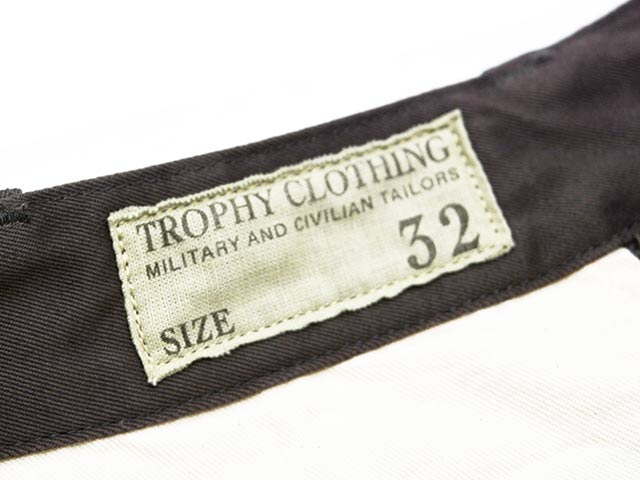 TROPHY CLOTHING
MILITARY AND CIVILIAN TAILORS
32
SIZE